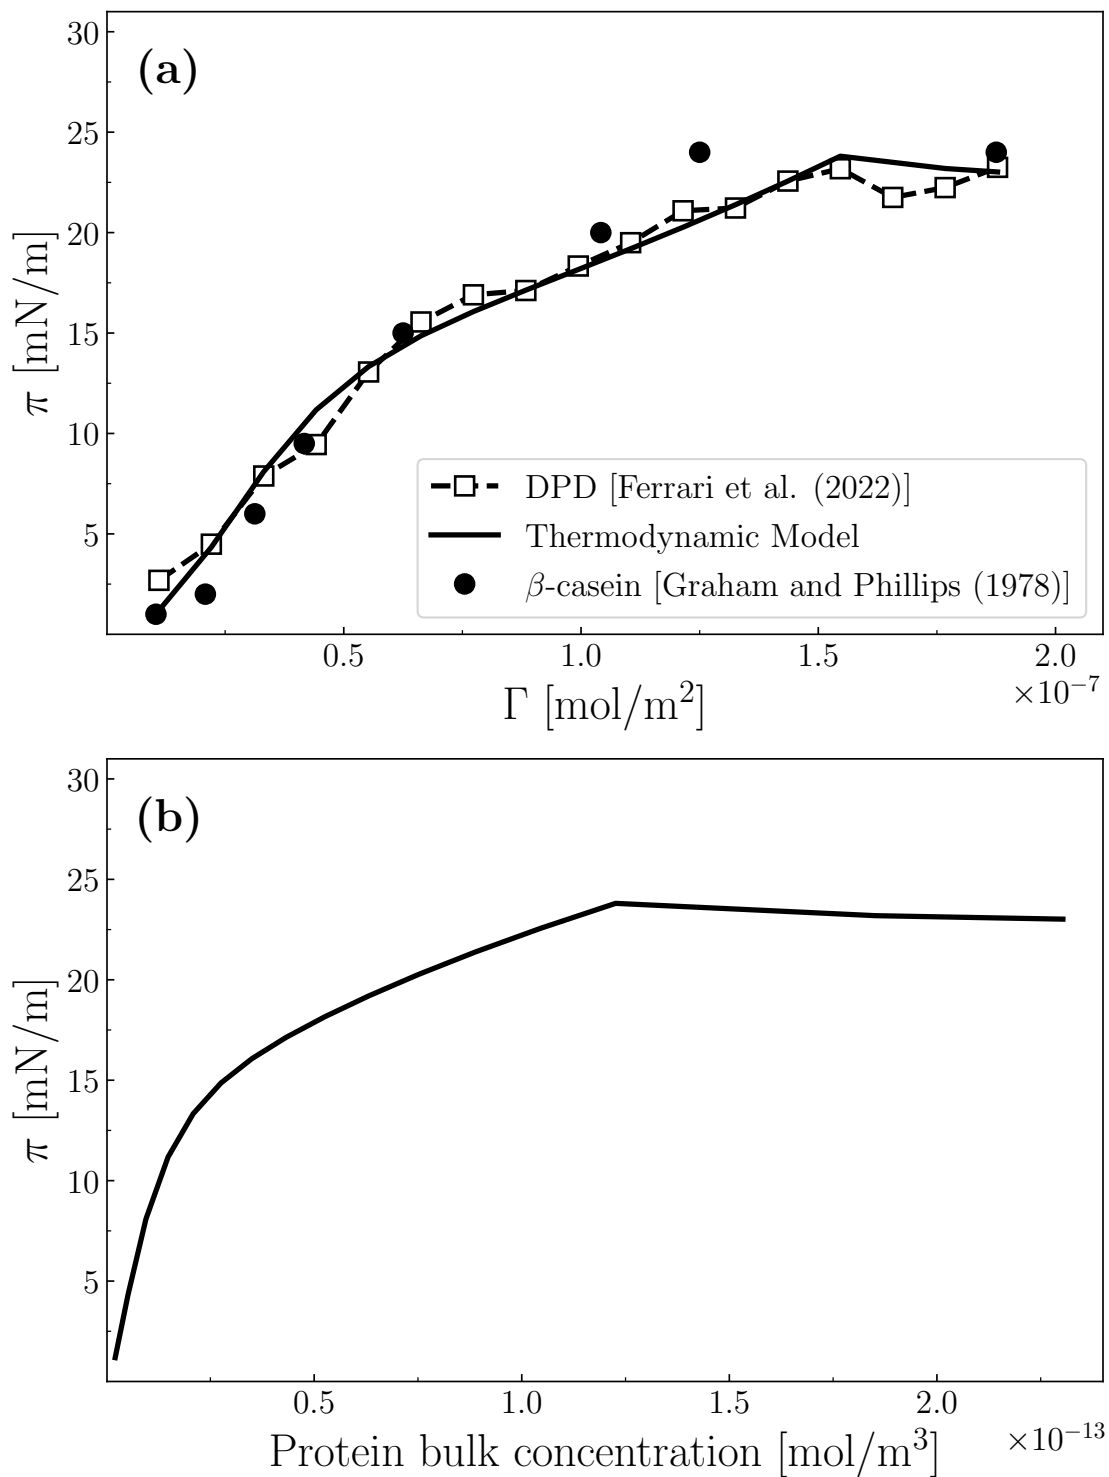 (a)
30
25
20
15
10
5
π [mN/m]
DPD [Ferrari et al. (2022)]
Thermodynamic Model
β-casein [Graham and Phillips (1978)]
0.5 1.0 1.5 2.0
×10⁻⁷
Γ [mol/m²]
(b)
30
25
20
15
10
5
π [mN/m]
0.5 1.0 1.5 2.0
×10⁻¹³
Protein bulk concentration [mol/m³]